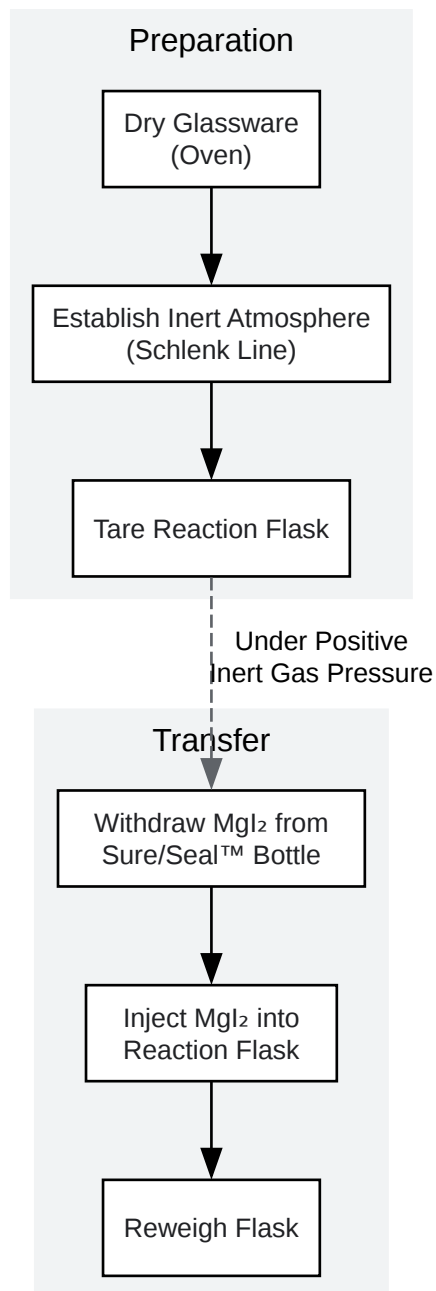 Preparation
Dry Glassware
(Oven)
Establish Inert Atmosphere
(Schlenk Line)
Tare Reaction Flask
Under Positive
Inert Gas Pressure
Transfer
Withdraw MgI₂ from
Sure/Seal™ Bottle
Inject MgI₂ into
Reaction Flask
Reweigh Flask